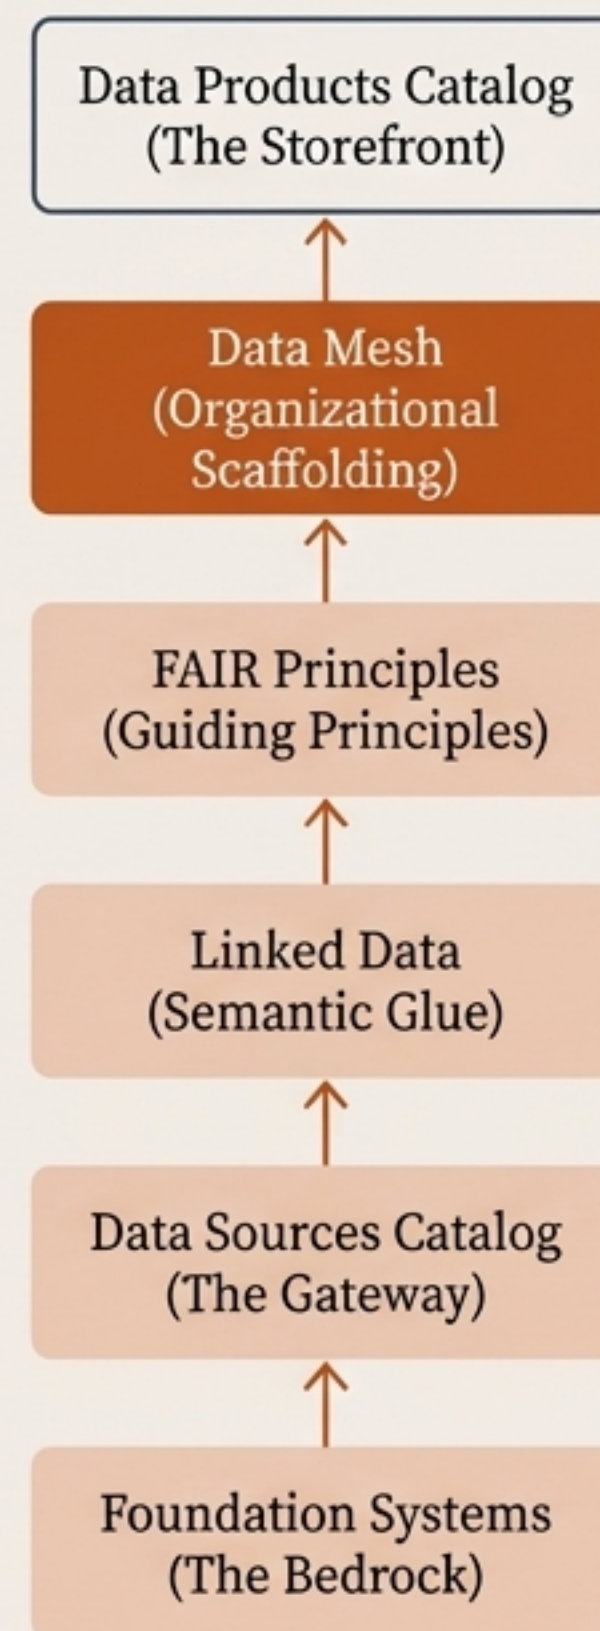 Data Products Catalog
(The Storefront)
Data Mesh
(Organizational
Scaffolding)
FAIR Principles
(Guiding Principles)
Linked Data
(Semantic Glue)
Data Sources Catalog
(The Gateway)
Foundation Systems
(The Bedrock)